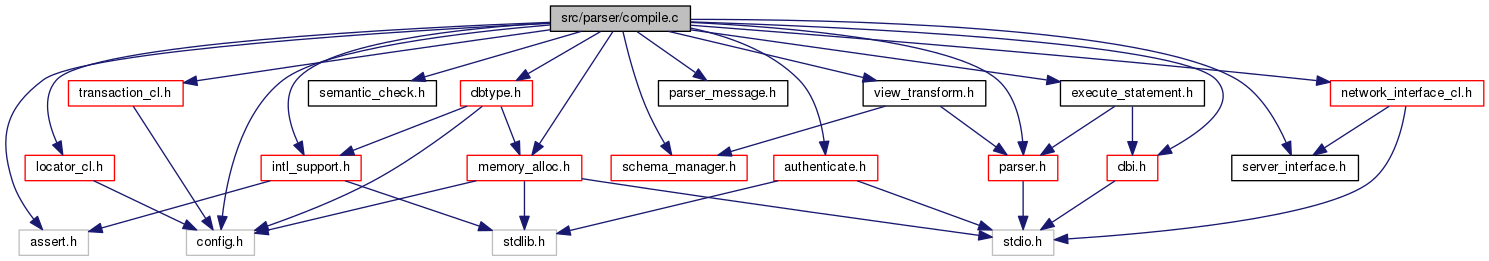 src/parser/compile.c
transaction_cl.h
semantic_check.h
dbtype.h
parser_message.h
view_transform.h
execute_statement.h
network_interface_cl.h
locator_cl.h
intl_support.h
memory_alloc.h
schema_manager.h
authenticate.h
parser.h
dbi.h
server_interface.h
assert.h
config.h
stdlib.h
stdio.h